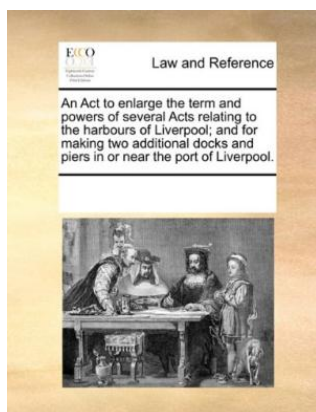 ECCO
Law and Reference
An Act to enlarge the term and
powers of several Acts relating to
the harbours of Liverpool; and for
making two additional docks and
piers in or near the port of Liverpool.